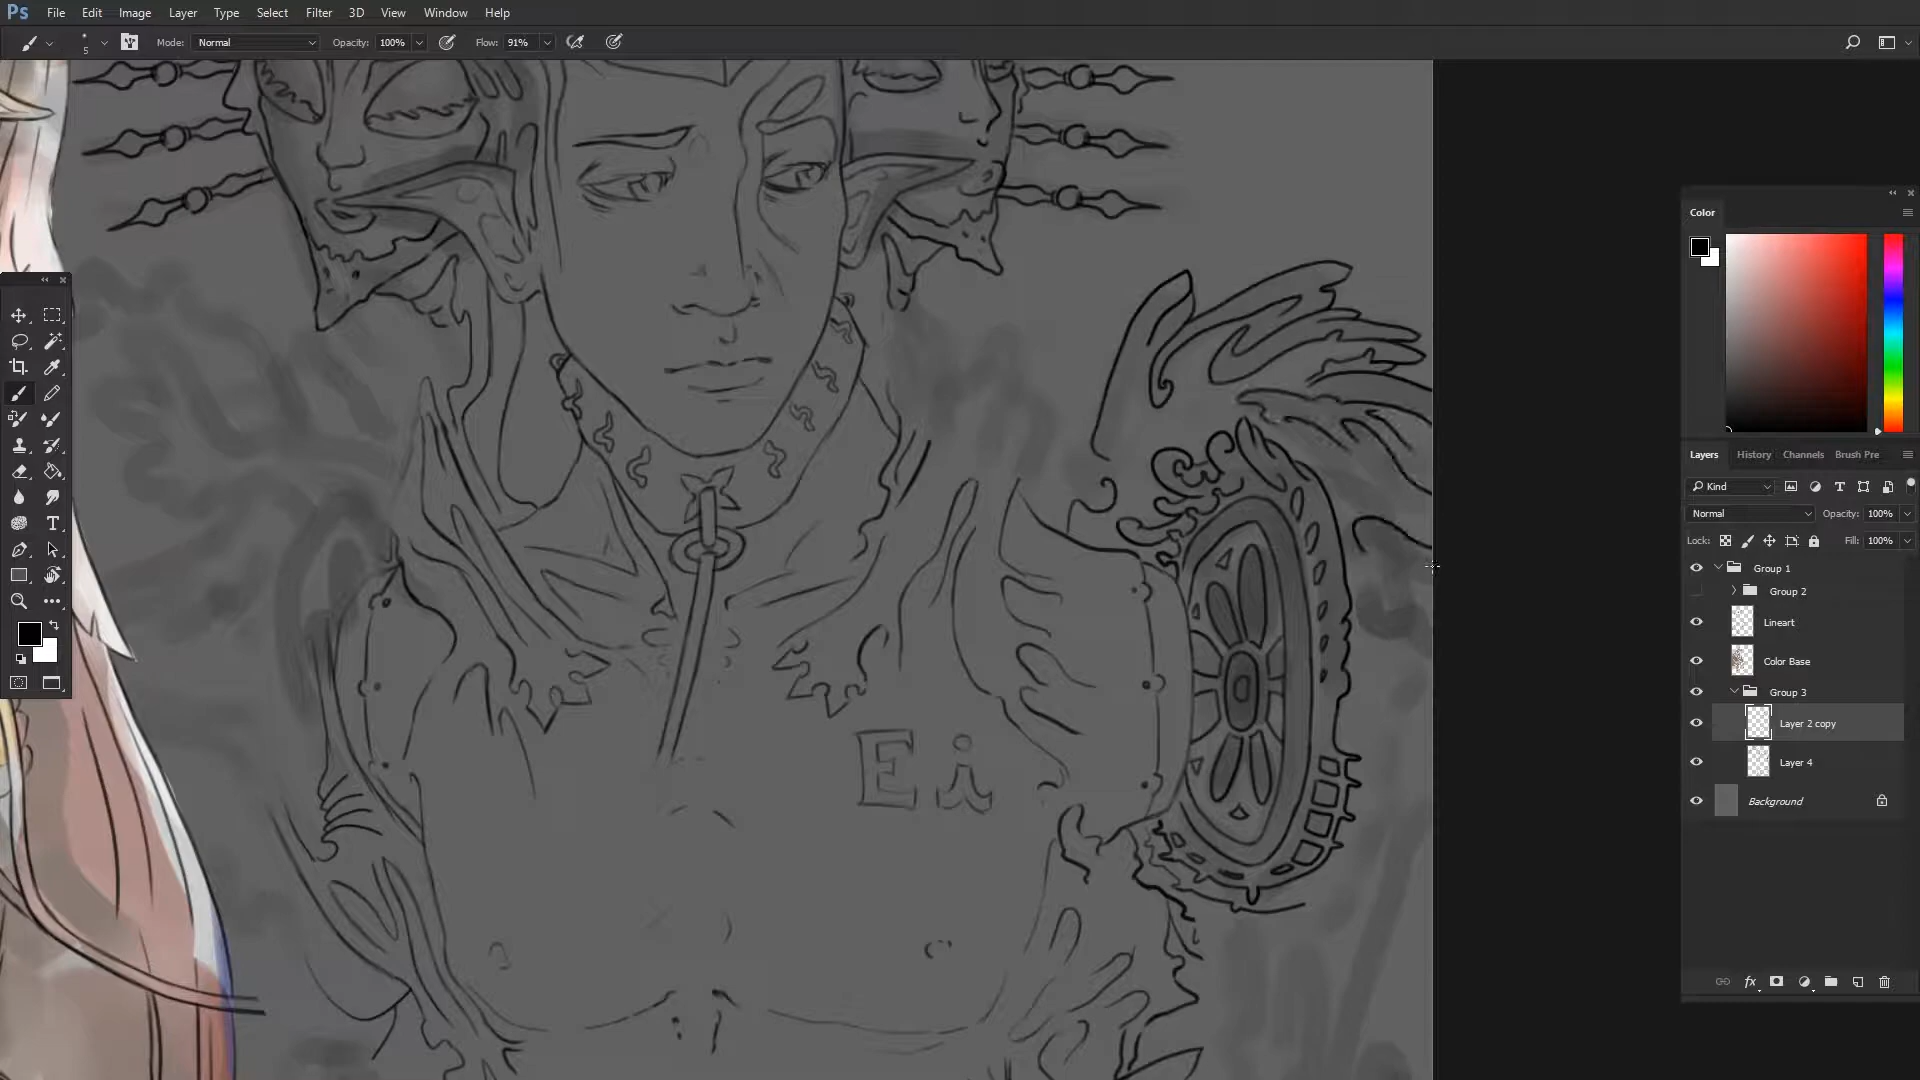 Ps File Edit Image Layer Type Select Filter 3D View Window Help
5 Mode: Normal Opacity: 100% Flow: 91%
Color
Layers History Channels Brush Pre
Kind
Normal Opacity: 100%
Lock: Fill: 100%
Group 1
Group 2
Lineart
Color Base
Group 3
Layer 2 copy
Layer 4
Background
fx
Ei